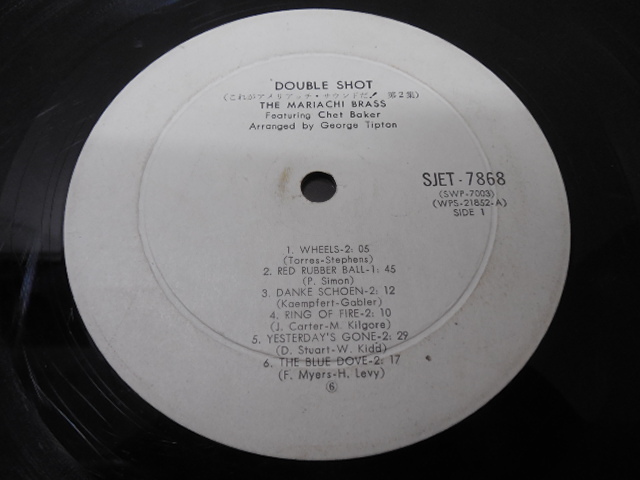 DOUBLE SHOT
(これがアメリアッチ・サウンドだ! 第2集)
THE MARIACHI BRASS
Featuring Chet Baker
Arranged by George Tipton
SJET-7868
(SWP-7003)
(WPS-21852-A)
SIDE 1
1. WHEELS-2: 05
(Torres-Stephens)
2. RED RUBBER BALL-1: 45
(P. Simon)
3. DANKE SCHOEN-2: 12
(Kaempfert-Gabler)
4. RING OF FIRE-2: 10
(J. Carter-M. Kilgore)
5. YESTERDAY'S GONE-2: 29
(D. Stuart-W. Kidd)
6. THE BLUE DOVE-2: 17
(F. Myers-H. Levy)
⑥